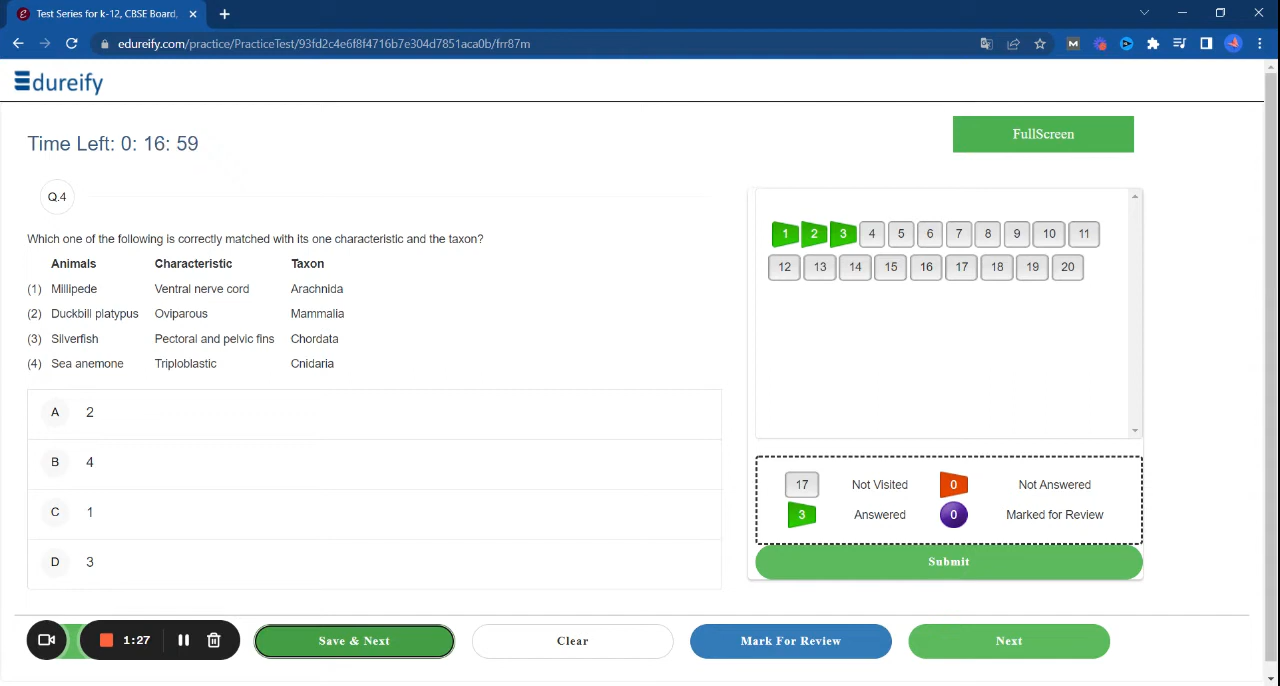 Test Series for k-12, CBSE Board,
edureify.com/practice/PracticeTest/93fd2c4e6f8f4716b7e304d7851aca0b/frr87m
Edureify
Time Left: 0: 16: 59
FullScreen
Q.4
Which one of the following is correctly matched with its one characteristic and the taxon?
Animals Characteristic Taxon
(1) Millipede Ventral nerve cord Arachnida
(2) Duckbill platypus Oviparous Mammalia
(3) Silverfish Pectoral and pelvic fins Chordata
(4) Sea anemone Triploblastic Cnidaria
A 2
B 4
C 1
D 3
1 2 3 4 5 6 7 8 9 10 11
12 13 14 15 16 17 18 19 20
17 Not Visited 0 Not Answered
3 Answered 0 Marked for Review
Submit
1:27
Save & Next
Clear
Mark For Review
Next